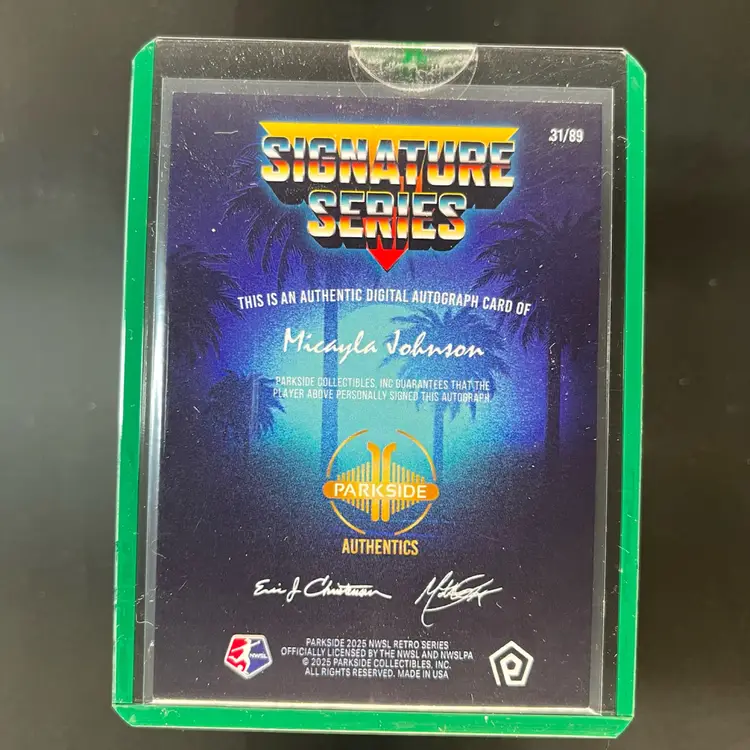 31/89
SIGNATURE
SERIES
THIS IS AN AUTHENTIC DIGITAL AUTOGRAPH CARD OF
Micayla Johnson
PARKSIDE COLLECTIBLES, INC GUARANTEES THAT THE
PLAYER ABOVE PERSONALLY SIGNED THIS AUTOGRAPH
PARKSIDE
AUTHENTICS
NWSL
PARKSIDE 2025 NWSL RETRO SERIES
OFFICIALLY LICENSED BY THE NWSL AND NWSLPA
© 2025 PARKSIDE COLLECTIBLES, INC.
ALL RIGHTS RESERVED. MADE IN USA